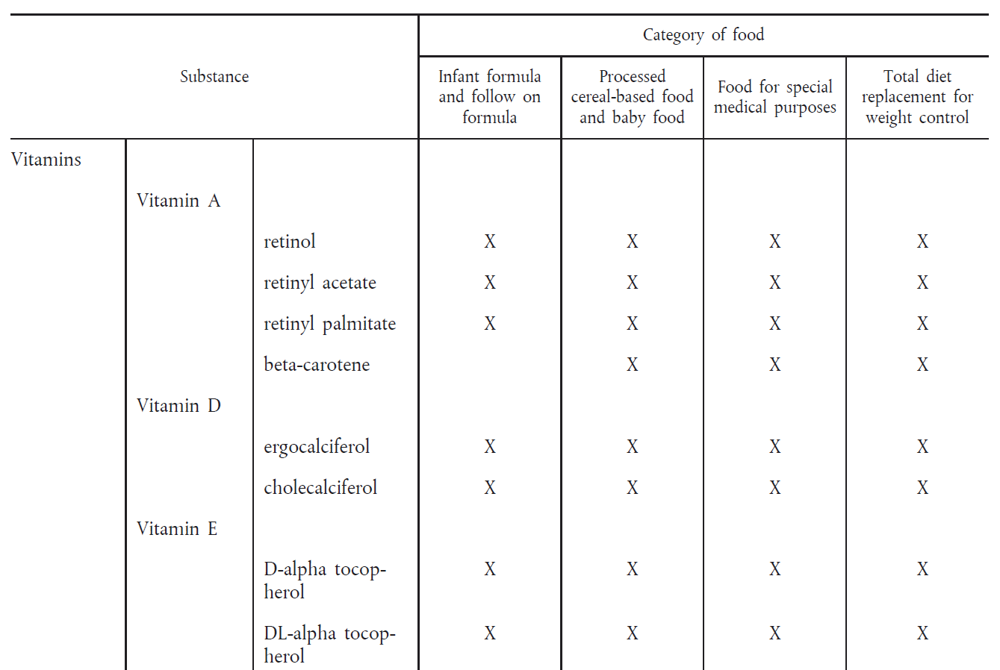 Category of food
Substance
Infant formula
and follow on
formula
Processed
cereal-based food
and baby food
Food for special
medical purposes
Total diet
replacement for
weight control
Vitamins
Vitamin A
retinol X X X X
retinyl acetate X X X X
retinyl palmitate X X X X
beta-carotene X X X
Vitamin D
ergocalciferol X X X X
cholecalciferol X X X X
Vitamin E
D-alpha tocop- X X X X
herol
DL-alpha tocop- X X X X
herol